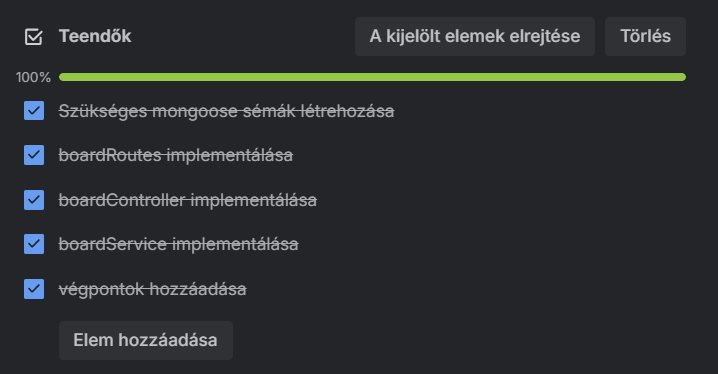 Teendők
A kijelölt elemek elrejtése
Törlés
100%
Szükséges mongoose sémák létrehozása
boardRoutes implementálása
boardController implementálása
boardService implementálása
végpontok hozzáadása
Elem hozzáadása